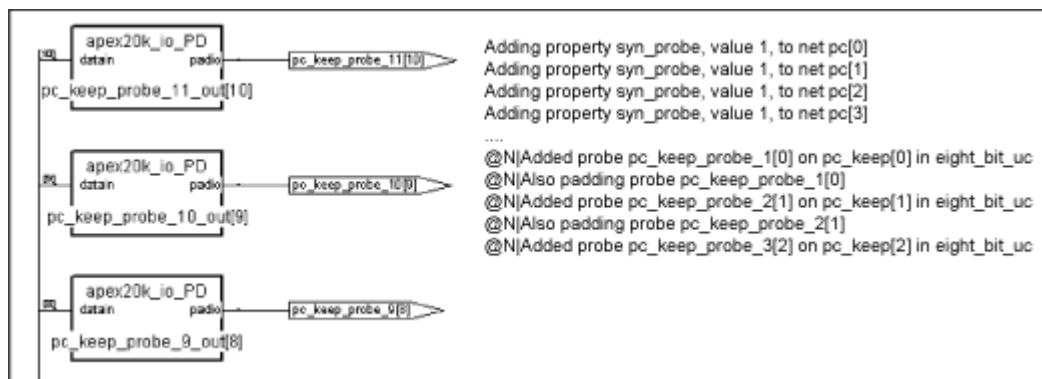 apex20k_io_PD
datain padio
pc_keep_probe_11[10]
pc_keep_probe_11_out[10]
apex20k_io_PD
datain padio
pc_keep_probe_10[9]
pc_keep_probe_10_out[9]
apex20k_io_PD
datain padio
pc_keep_probe_9[8]
pc_keep_probe_9_out[8]
Adding property syn_probe, value 1, to net pc[0]
Adding property syn_probe, value 1, to net pc[1]
Adding property syn_probe, value 1, to net pc[2]
Adding property syn_probe, value 1, to net pc[3]
....
@N|Added probe pc_keep_probe_1[0] on pc_keep[0] in eight_bit_uc
@N|Also padding probe pc_keep_probe_1[0]
@N|Added probe pc_keep_probe_2[1] on pc_keep[1] in eight_bit_uc
@N|Also padding probe pc_keep_probe_2[1]
@N|Added probe pc_keep_probe_3[2] on pc_keep[2] in eight_bit_uc